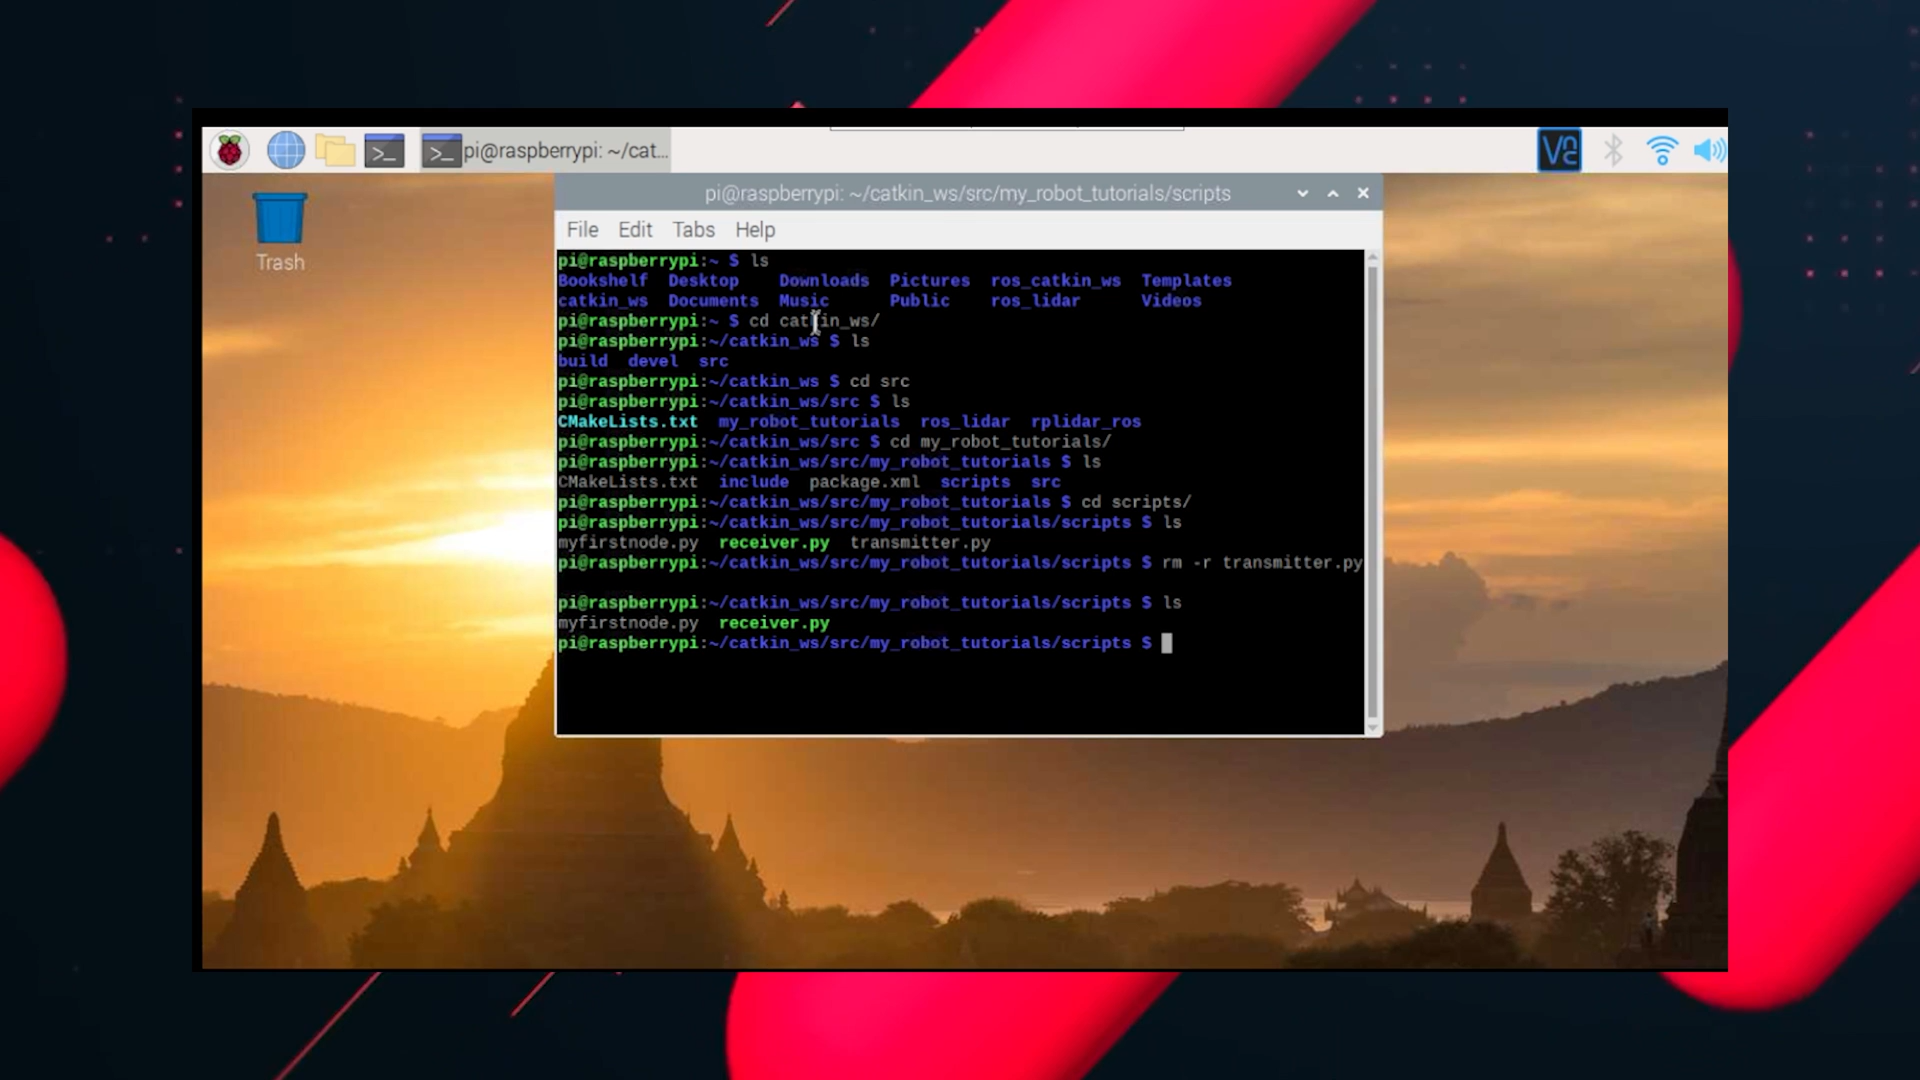 pi@raspberrypi: ~/cat...
Trash
pi@raspberrypi: ~/catkin_ws/src/my_robot_tutorials/scripts
File Edit Tabs Help
pi@raspberrypi:~ $ ls
Bookshelf Desktop Downloads Pictures ros_catkin_ws Templates
catkin_ws Documents Music Public ros_lidar Videos
pi@raspberrypi:~ $ cd catkin_ws/
pi@raspberrypi:~/catkin_ws $ ls
build devel src
pi@raspberrypi:~/catkin_ws $ cd src
pi@raspberrypi:~/catkin_ws/src $ ls
CMakeLists.txt my_robot_tutorials ros_lidar rplidar_ros
pi@raspberrypi:~/catkin_ws/src $ cd my_robot_tutorials/
pi@raspberrypi:~/catkin_ws/src/my_robot_tutorials $ ls
CMakeLists.txt include package.xml scripts src
pi@raspberrypi:~/catkin_ws/src/my_robot_tutorials $ cd scripts/
pi@raspberrypi:~/catkin_ws/src/my_robot_tutorials/scripts $ ls
myfirstnode.py receiver.py transmitter.py
pi@raspberrypi:~/catkin_ws/src/my_robot_tutorials/scripts $ rm -r transmitter.py
pi@raspberrypi:~/catkin_ws/src/my_robot_tutorials/scripts $ ls
myfirstnode.py receiver.py
pi@raspberrypi:~/catkin_ws/src/my_robot_tutorials/scripts $